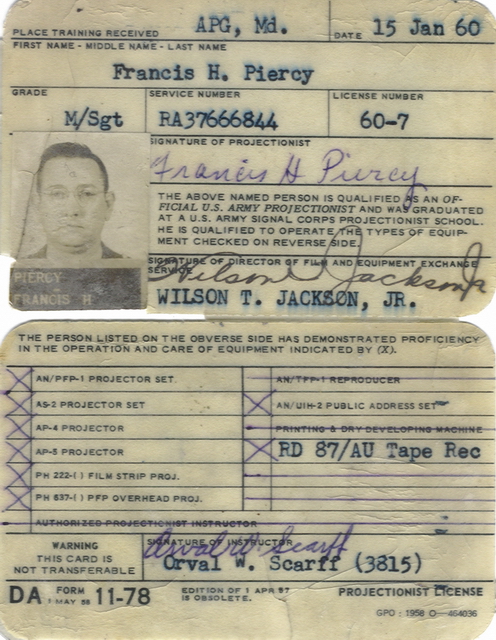 PLACE TRAINING RECEIVED APG, Md. DATE 15 Jan 60
FIRST NAME - MIDDLE NAME - LAST NAME
Francis H. Piercy
GRADE SERVICE NUMBER LICENSE NUMBER
M/Sgt RA37666844 60-7
SIGNATURE OF PROJECTIONIST
Francis H Piercy
THE ABOVE NAMED PERSON IS QUALIFIED AS AN OF-
FICIAL U.S. ARMY PROJECTIONIST AND WAS GRADUATED
AT A U.S. ARMY SIGNAL CORPS PROJECTIONIST SCHOOL.
HE IS QUALIFIED TO OPERATE THE TYPES OF EQUIP-
MENT CHECKED ON REVERSE SIDE.
PIERCY
FRANCIS H
SIGNATURE OF DIRECTOR OF FILM AND EQUIPMENT EXCHANGE
SERVICE
Wilson T Jackson Jr
WILSON T. JACKSON, JR.
THE PERSON LISTED ON THE OBVERSE SIDE HAS DEMONSTRATED PROFICIENCY
IN THE OPERATION AND CARE OF EQUIPMENT INDICATED BY (X).
X AN/PFP-1 PROJECTOR SET AN/TFF-1 REPRODUCER
X AS-2 PROJECTOR SET X AN/UIH-2 PUBLIC ADDRESS SET
X AP-4 PROJECTOR PRINTING & DRY DEVELOPING MACHINE
X AP-5 PROJECTOR X RD 87/AU Tape Rec
X PH 222-( ) FILM STRIP PROJ.
X PH 637-( ) PFP OVERHEAD PROJ.
AUTHORIZED PROJECTIONIST INSTRUCTOR
WARNING
THIS CARD IS
NOT TRANSFERABLE
SIGNATURE OF INSTRUCTOR
Orval W Scarff
Orval W. Scarff (3815)
DA FORM 1 MAY 58 11-78 EDITION OF 1 APR 57 IS OBSOLETE. PROJECTIONIST LICENSE
GPO : 1958 O—464036